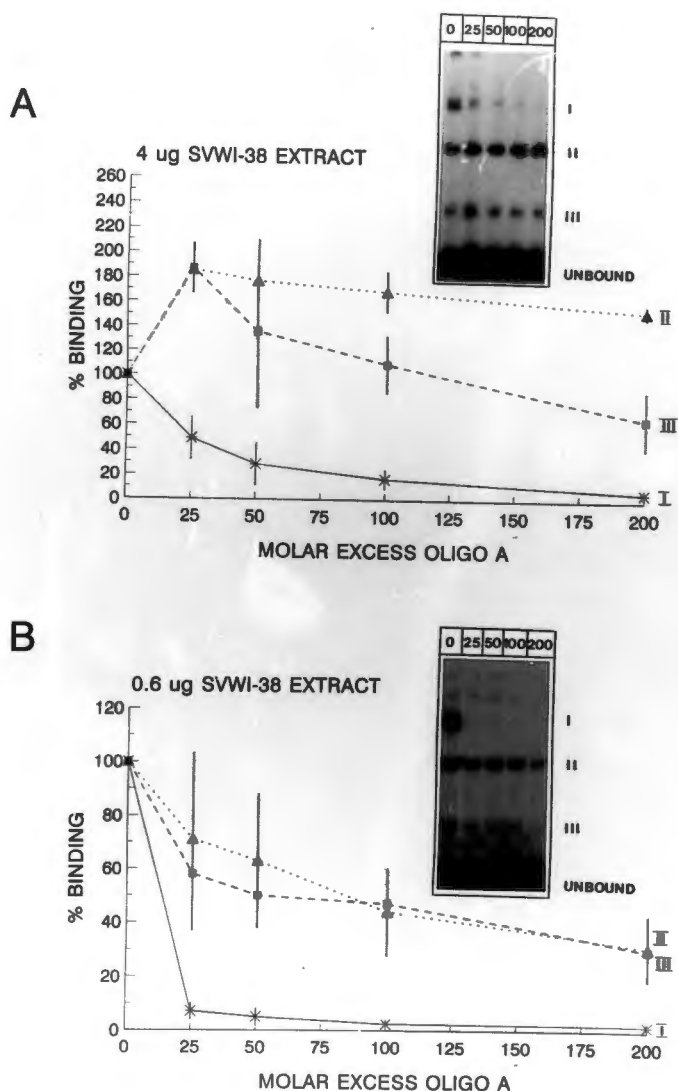 0 25 50 100 200
A
I
4 ug SVWI-38 EXTRACT
II
260
240
220
III
200
180
UNBOUND
160
II
140
120
100
80
III
60
40
20
I
0
% BINDING
0 25 50 75 100 125 150 175 200
MOLAR EXCESS OLIGO A
B
0 25 50 100 200
0.6 ug SVWI-38 EXTRACT
I
120
II
100
80
III
60
UNBOUND
40
II
III
20
I
0
% BINDING
0 25 50 75 100 125 150 175 200
MOLAR EXCESS OLIGO A